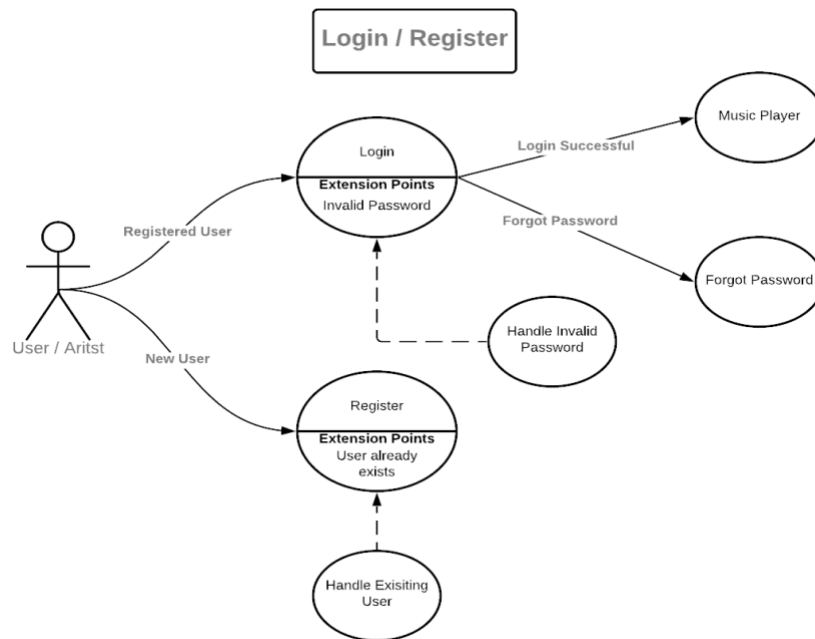 Login / Register
Music Player
Login
Login Successful
Extension Points
Invalid Password
Registered User
Forgot Password
Forgot Password
Handle Invalid
Password
User / Aritst
New User
Register
Extension Points
User already
exists
Handle Exisiting
User